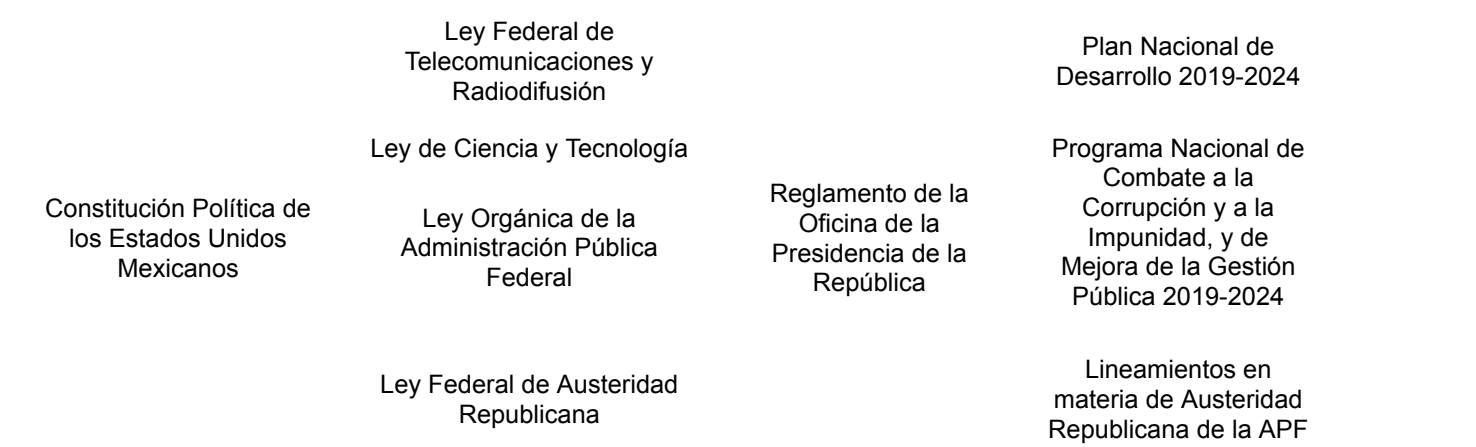 Constitución Política de
los Estados Unidos
Mexicanos
Ley Federal de
Telecomunicaciones y
Radiodifusión
Ley de Ciencia y Tecnología
Ley Orgánica de la
Administración Pública
Federal
Ley Federal de Austeridad
Republicana
Reglamento de la
Oficina de la
Presidencia de la
República
Plan Nacional de
Desarrollo 2019-2024
Programa Nacional de
Combate a la
Corrupción y a la
Impunidad, y de
Mejora de la Gestión
Pública 2019-2024
Lineamientos en
materia de Austeridad
Republicana de la APF